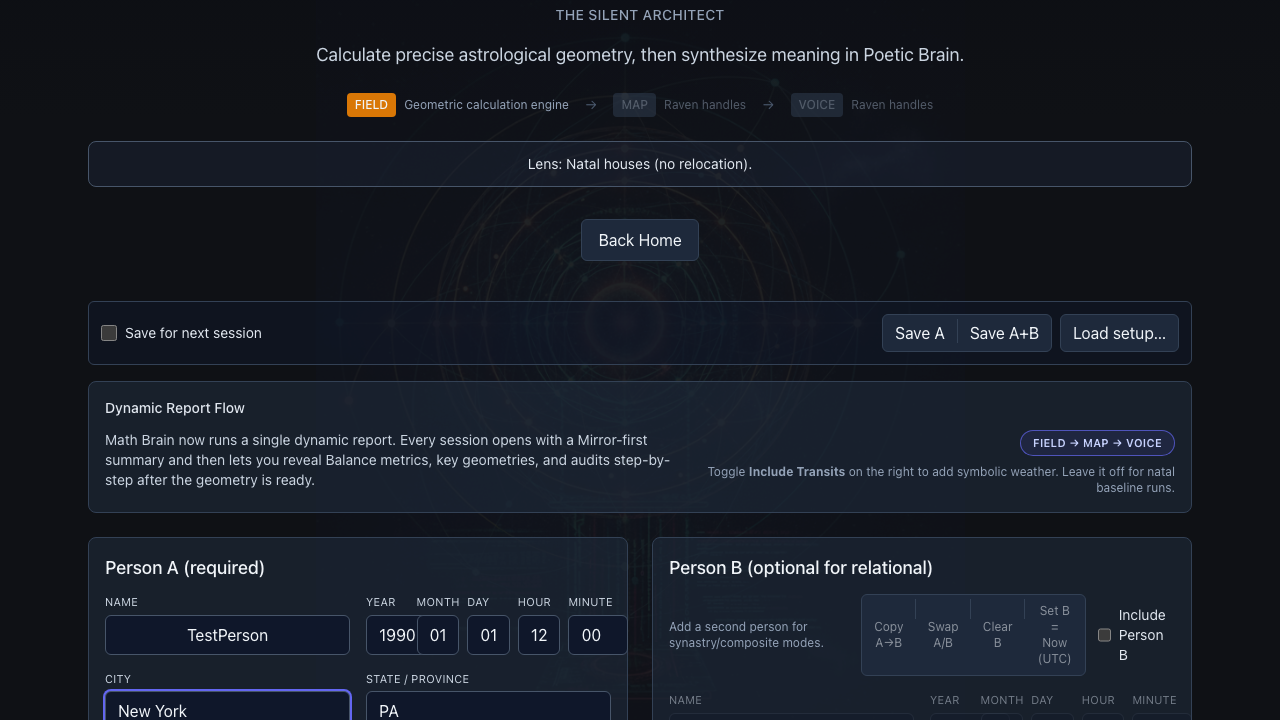 THE SILENT ARCHITECT
Calculate precise astrological geometry, then synthesize meaning in Poetic Brain.
FIELD Geometric calculation engine → MAP Raven handles → VOICE Raven handles
Lens: Natal houses (no relocation).
Back Home
Save for next session
Save A Save A+B Load setup...
Dynamic Report Flow
Math Brain now runs a single dynamic report. Every session opens with a Mirror-first
summary and then lets you reveal Balance metrics, key geometries, and audits step-by-
step after the geometry is ready.
FIELD → MAP → VOICE
Toggle Include Transits on the right to add symbolic weather. Leave it off for natal
baseline runs.
Person A (required)
NAME YEAR MONTH DAY HOUR MINUTE
TestPerson 1990 01 01 12 00
CITY STATE / PROVINCE
New York PA
Person B (optional for relational)
Add a second person for
synastry/composite modes.
Copy
A→B
Swap
A/B
Clear
B
Set B
=
Now
(UTC)
Include
Person
B
NAME YEAR MONTH DAY HOUR MINUTE